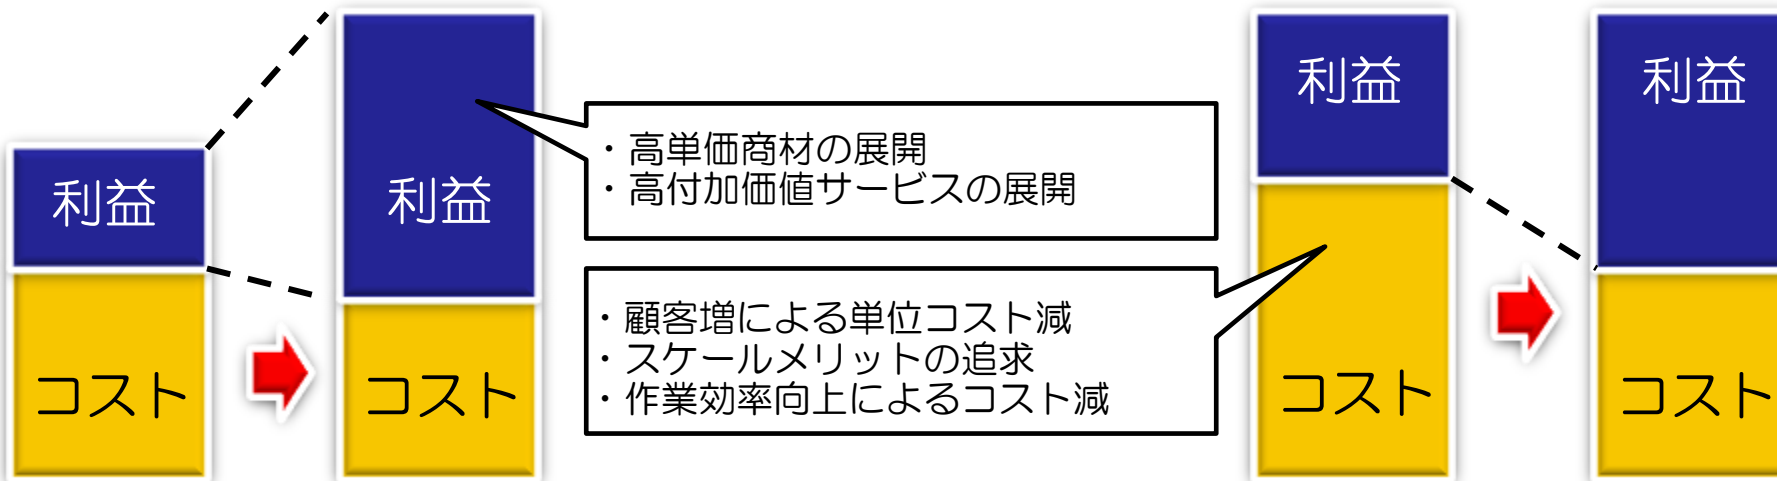 利益
コスト
利益
コスト
・高単価商材の展開
・高付加価値サービスの展開
・顧客増による単位コスト減
・スケールメリットの追求
・作業効率向上によるコスト減
利益
コスト
利益
コスト